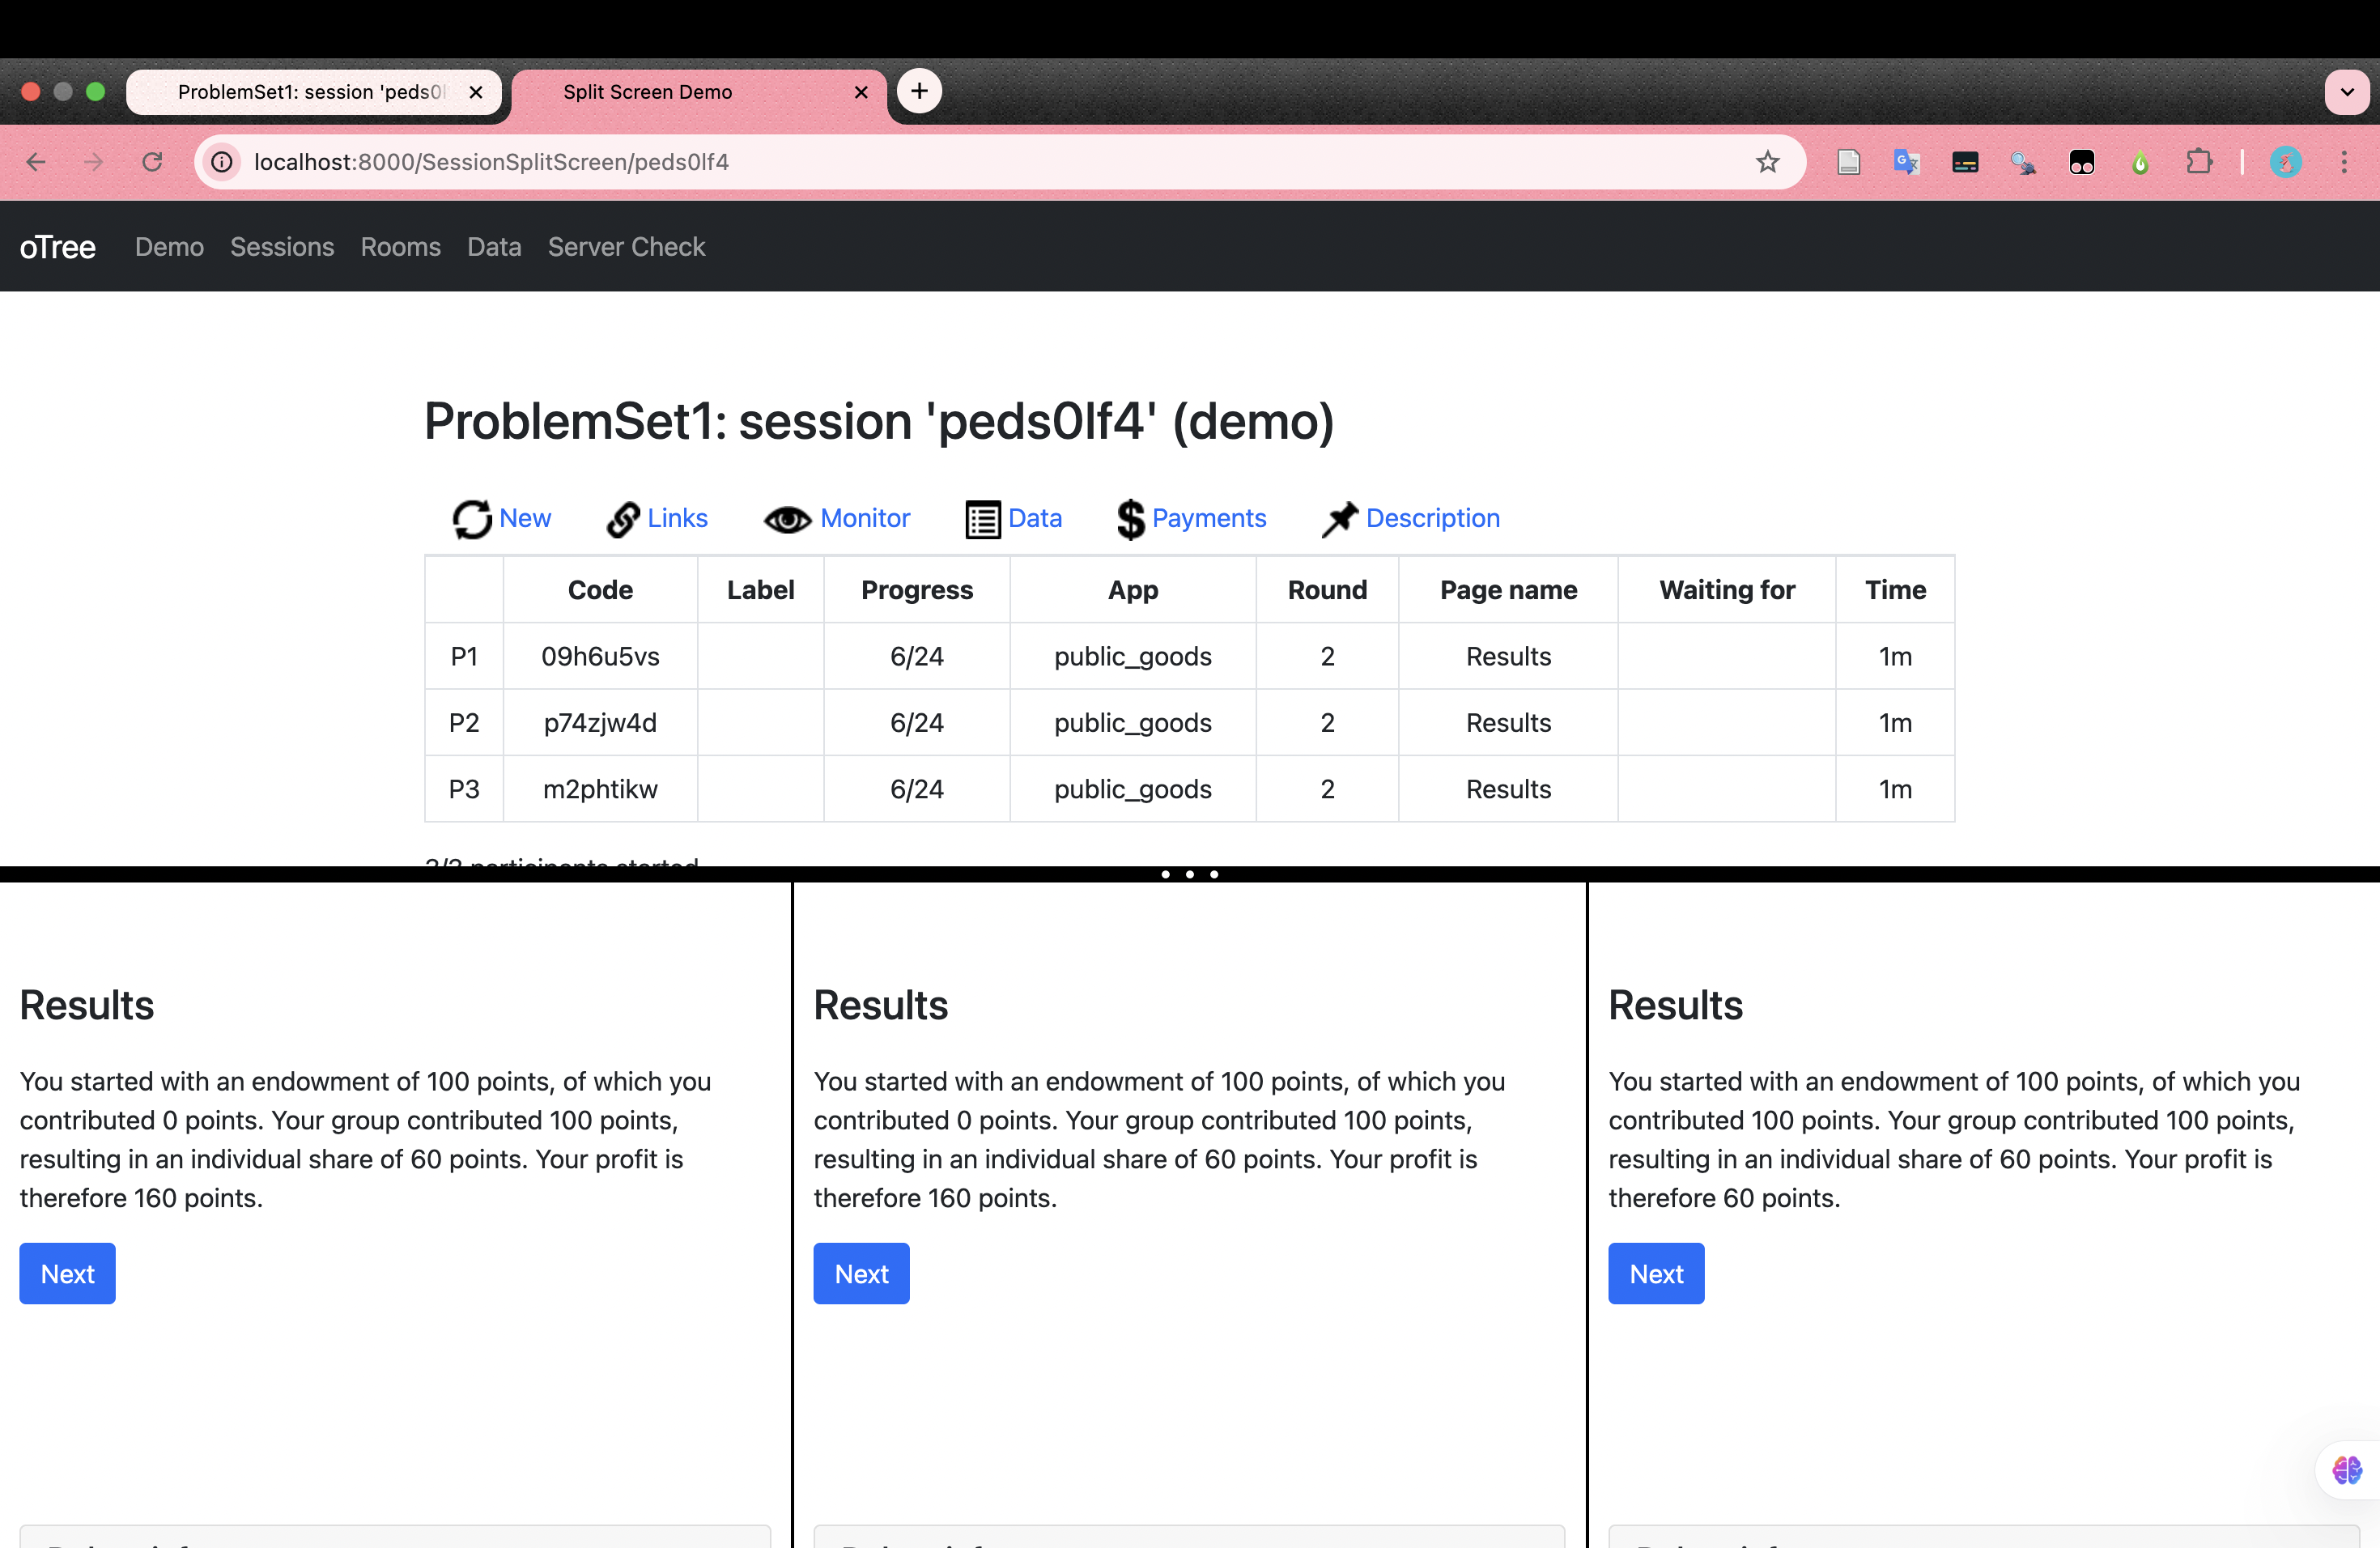 ProblemSet1: session 'peds0l
Split Screen Demo
localhost:8000/SessionSplitScreen/peds0lf4
oTree Demo Sessions Rooms Data Server Check
ProblemSet1: session 'peds0lf4' (demo)
New Links Monitor Data Payments Description
Code Label Progress App Round Page name Waiting for Time
P1 09h6u5vs 6/24 public_goods 2 Results 1m
P2 p74zjw4d 6/24 public_goods 2 Results 1m
P3 m2phtikw 6/24 public_goods 2 Results 1m
3/3 participants started
Results
You started with an endowment of 100 points, of which you
contributed 0 points. Your group contributed 100 points,
resulting in an individual share of 60 points. Your profit is
therefore 160 points.
Next
Results
You started with an endowment of 100 points, of which you
contributed 0 points. Your group contributed 100 points,
resulting in an individual share of 60 points. Your profit is
therefore 160 points.
Next
Results
You started with an endowment of 100 points, of which you
contributed 100 points. Your group contributed 100 points,
resulting in an individual share of 60 points. Your profit is
therefore 60 points.
Next